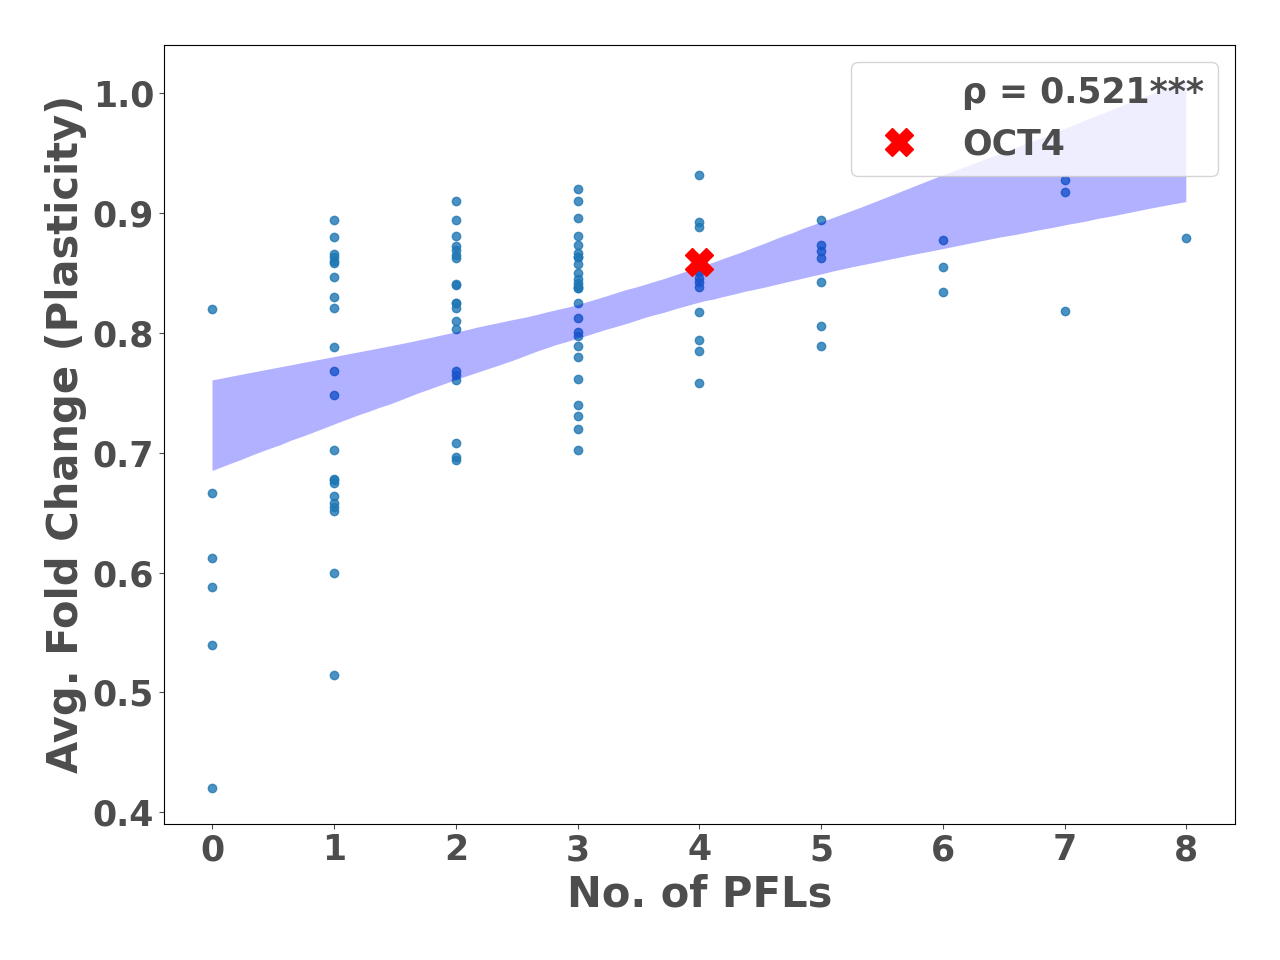 ρ = 0.521***
OCT4
Avg. Fold Change (Plasticity)
1.0
0.9
0.8
0.7
0.6
0.5
0.4
0 1 2 3 4 5 6 7 8
No. of PFLs